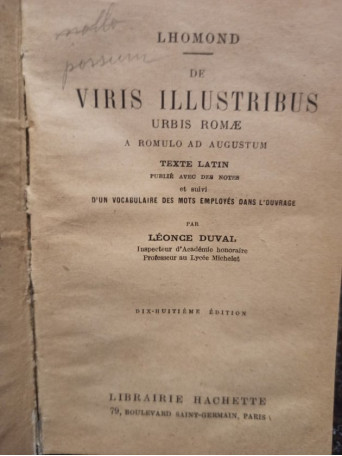 malo
possum
LHOMOND
DE
VIRIS ILLUSTRIBUS
URBIS ROMÆ
A ROMULO AD AUGUSTUM
TEXTE LATIN
PUBLIÉ AVEC DES NOTES
et suivi
D'UN VOCABULAIRE DES MOTS EMPLOYÉS DANS L'OUVRAGE
PAR
LÉONCE DUVAL
Inspecteur d'Académie honoraire
Professeur au Lycée Michelet
DIX-HUITIÈME ÉDITION
LIBRAIRIE HACHETTE
79, BOULEVARD SAINT-GERMAIN, PARIS